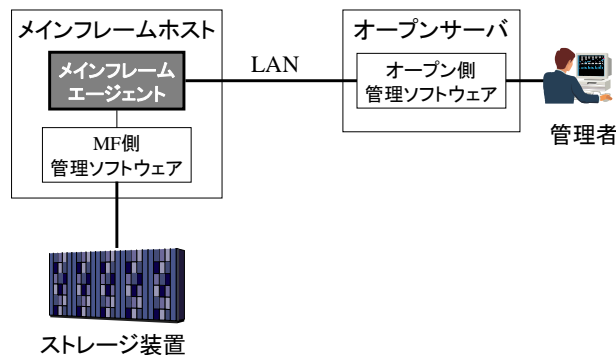 メインフレームホスト
オープンサーバ
メインフレーム
エージェント
LAN
オープン側
管理ソフトウェア
管理者
MF側
管理ソフトウェア
ストレージ装置